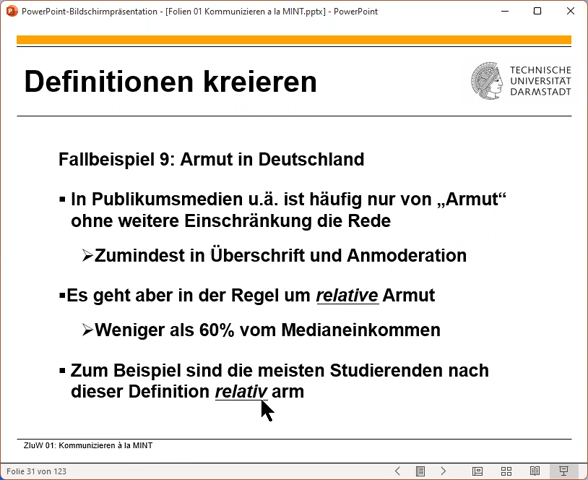 PowerPoint-Bildschirmpräsentation - [Folien 01 Kommunizieren a la MINT.pptx] - PowerPoint
Definitionen kreieren
TECHNISCHE
UNIVERSITÄT
DARMSTADT
Fallbeispiel 9: Armut in Deutschland
▪ In Publikumsmedien u.ä. ist häufig nur von „Armut“
ohne weitere Einschränkung die Rede
➢Zumindest in Überschrift und Anmoderation
▪Es geht aber in der Regel um relative Armut
➢Weniger als 60% vom Medianeinkommen
▪ Zum Beispiel sind die meisten Studierenden nach
dieser Definition relativ arm
ZIuW 01: Kommunizieren à la MINT
Folie 31 von 123